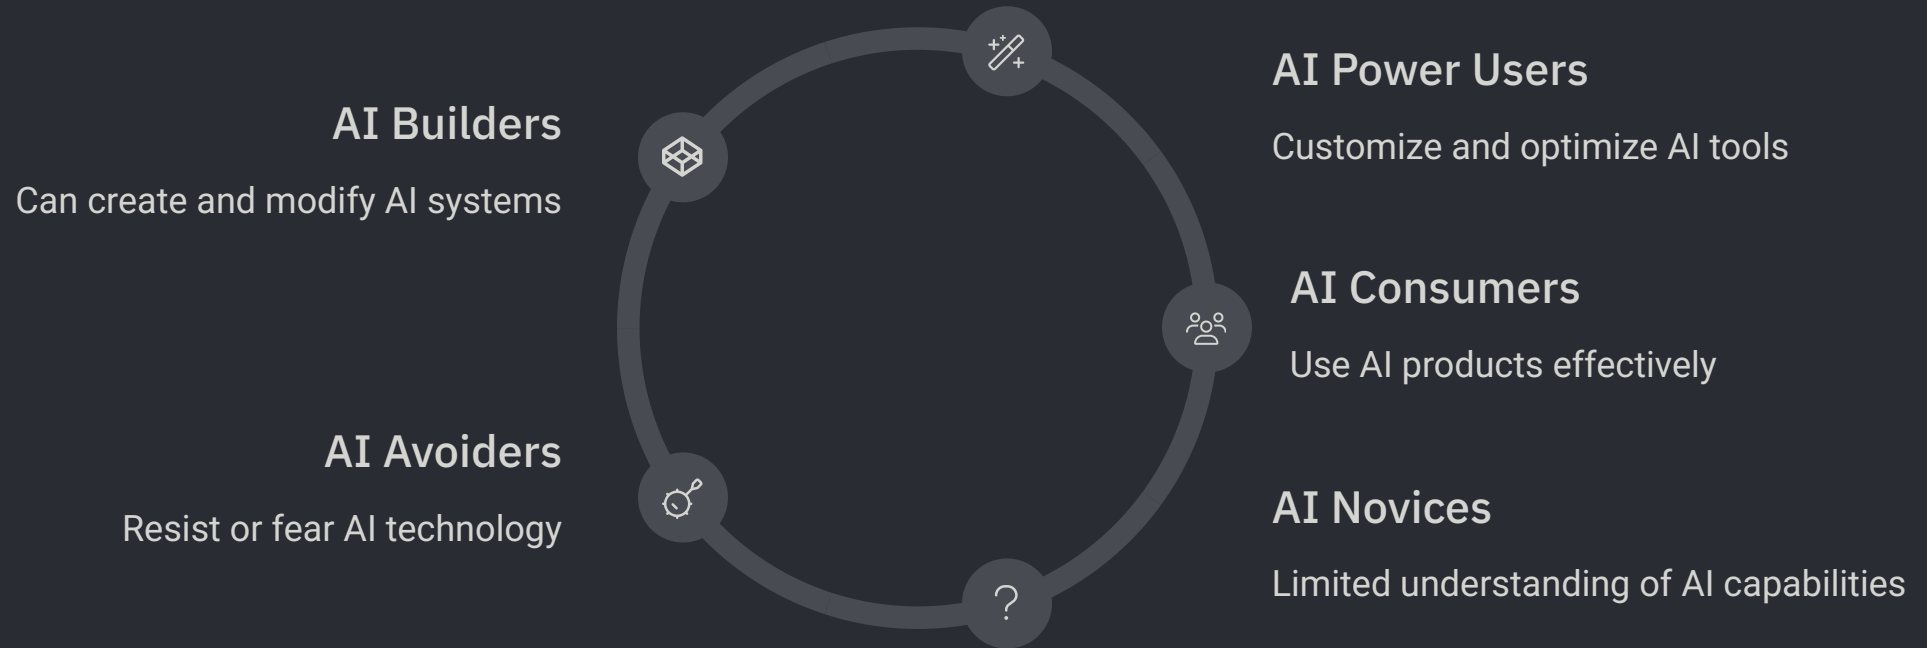 AI Builders
Can create and modify AI systems
AI Avoiders
Resist or fear AI technology
AI Power Users
Customize and optimize AI tools
AI Consumers
Use AI products effectively
AI Novices
Limited understanding of AI capabilities